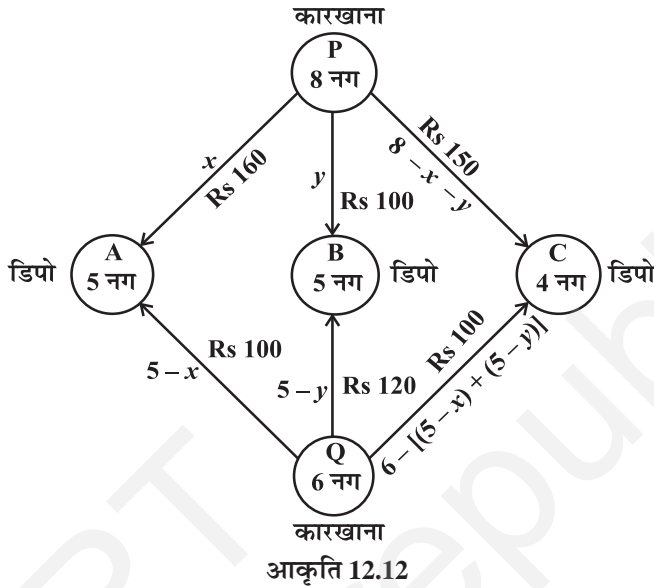 कारखाना
P
8 नग
x
Rs 160
y
Rs 100
Rs 150
8 – x – y
डिपो
A
5 नग
B
5 नग
डिपो
C
4 नग
डिपो
5 – x
Rs 100
5 – y
Rs 120
Rs 100
6 – [(5 – x) + (5 – y)]
Q
6 नग
कारखाना
आकृति 12.12